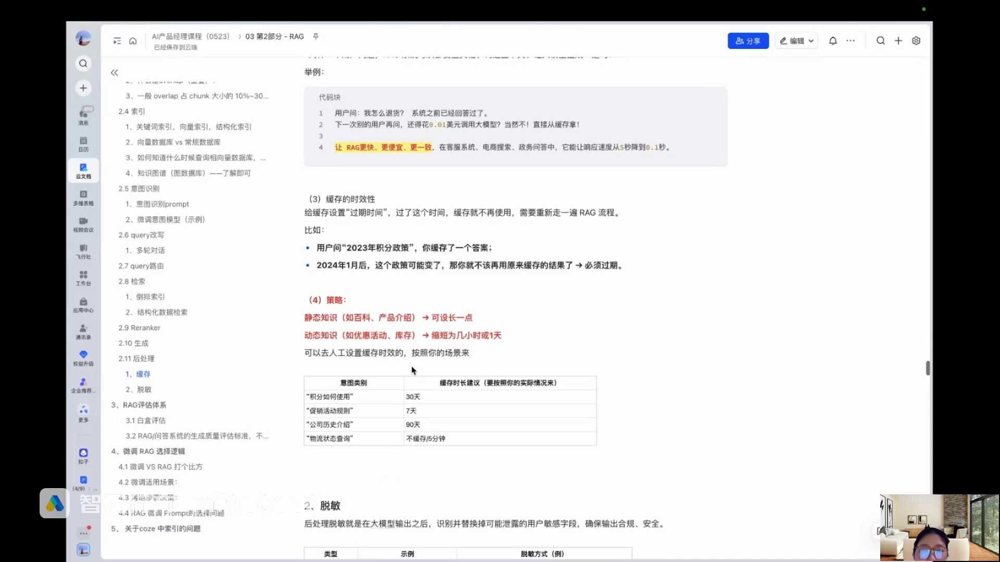 AI产品经理课程（0523） > 03 第2部分 - RAG
已经保存到云端
分享
编辑
499
消息
日历
云文档
多维表格
视频会议
飞行社
工作台
应用中心
通讯录
权益升级
企业推荐...
更多
扣子
(4/9) ： ...
3、一般 overlap 占 chunk 大小的 10%~30...
2.4 索引
1、关键词索引，向量索引，结构化索引
2、向量数据库 vs 常规数据库
3、如何知道什么时候查询相向量数据库，...
4、知识图谱（图数据库）——了解即可
2.5 意图识别
1、意图识别prompt
2、微调意图模型（示例）
2.6 query改写
1、多轮对话
2.7 query路由
2.8 检索
1、倒排索引
2、结构化数据检索
2.9 Reranker
2.10 生成
2.11 后处理
1、缓存
2、脱敏
3、RAG评估体系
3.1 白盒评估
3.2 RAG/问答系统的生成质量评估标准，不...
4、微调 RAG 选择逻辑
4.1 微调 VS RAG 打个比方
4.2 微调适用场景：
4.4 RAG 微调 Prompt的选择问题
5、 关于coze 中索引的问题
举例：
代码块
1 用户问：我怎么退货？ 系统之前已经回答过了。
2 下一次别的用户再问，还得花0.01美元调用大模型？当然不！直接从缓存拿！
3
4 让 RAG更快、更便宜、更一致，在客服系统、电商搜索、政务问答中，它能让响应速度从5秒降到0.1秒。
（3）缓存的时效性
给缓存设置“过期时间”，过了这个时间，缓存就不再使用，需要重新走一遍 RAG 流程。
比如：
• 用户问“2023年积分政策”，你缓存了一个答案；
• 2024年1月后，这个政策可能变了，那你就不该再用原来缓存的结果了 → 必须过期。
（4）策略：
静态知识（如百科、产品介绍） → 可设长一点
动态知识（如优惠活动、库存） → 缩短为几小时或1天
可以去人工设置缓存时效的，按照你的场景来
意图类别 缓存时长建议（要按照你的实际情况来）
“积分如何使用” 30天
“促销活动规则” 7天
“公司历史介绍” 90天
“物流状态查询” 不缓存/5分钟
2、脱敏
后处理脱敏就是在大模型输出之后，识别并替换掉可能泄露的用户敏感字段，确保输出合规、安全。
类型 示例 脱敏方式（例）